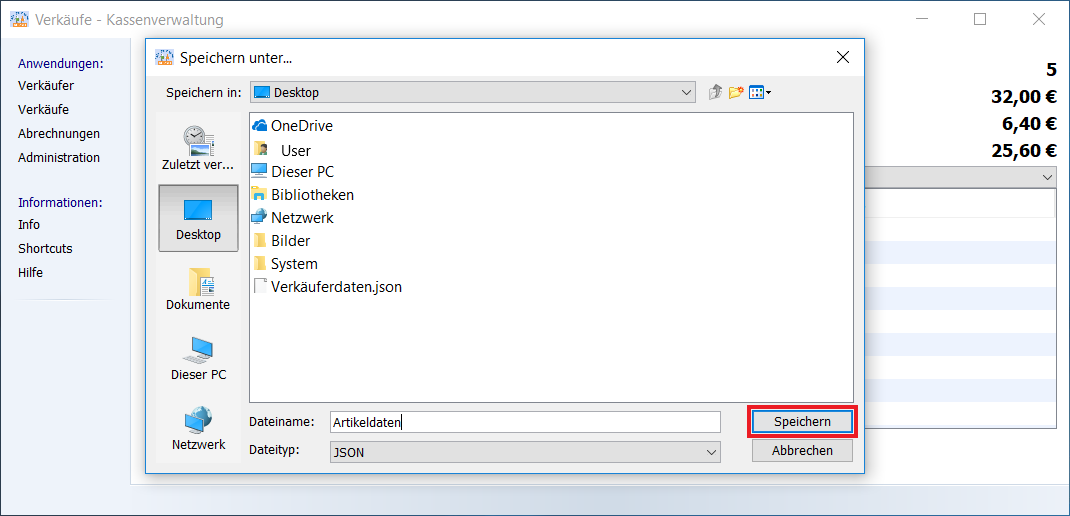 Verkäufe - Kassenverwaltung
Anwendungen:
Verkäufer
Verkäufe
Abrechnungen
Administration
Informationen:
Info
Shortcuts
Hilfe
Speichern unter...
Speichern in:
Desktop
Zuletzt ver...
Desktop
Dokumente
Dieser PC
Netzwerk
OneDrive
User
Dieser PC
Bibliotheken
Netzwerk
Bilder
System
Verkäuferdaten.json
Dateiname:
Artikeldaten
Speichern
Dateityp:
JSON
Abbrechen
5
32,00 €
6,40 €
25,60 €